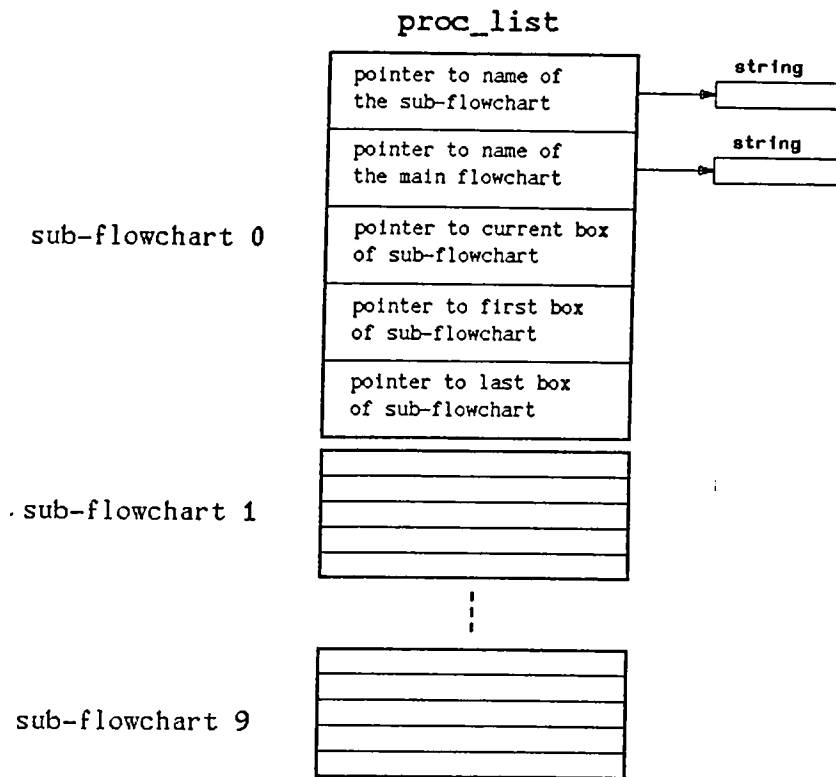 proc_list
pointer to name of
the sub-flowchart
string
pointer to name of
the main flowchart
string
sub-flowchart 0
pointer to current box
of sub-flowchart
pointer to first box
of sub-flowchart
pointer to last box
of sub-flowchart
sub-flowchart 1
sub-flowchart 9